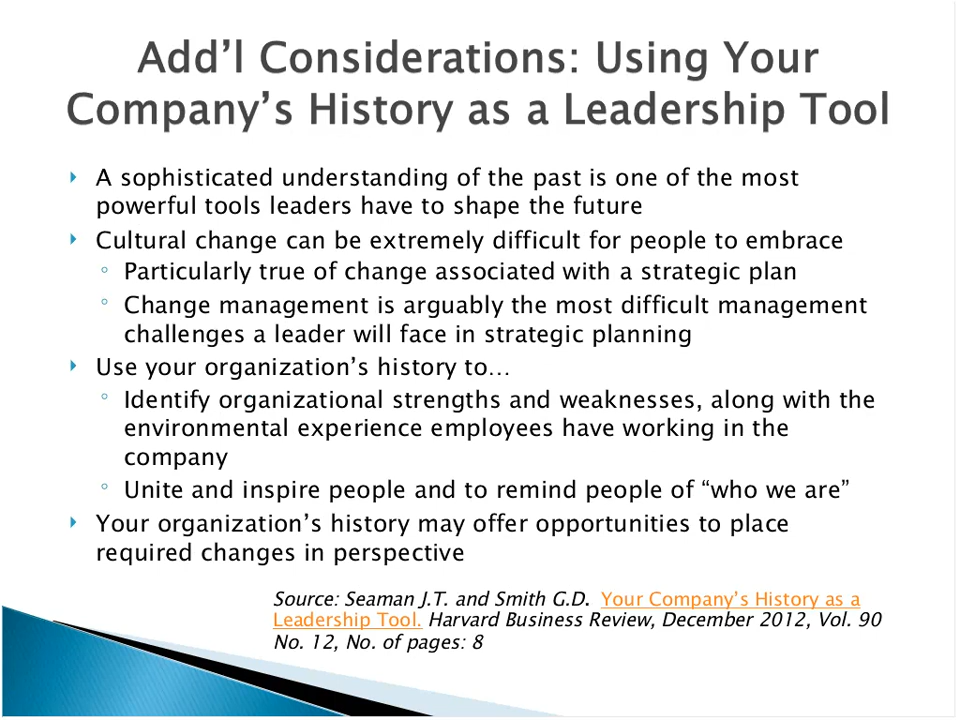 Add’l Considerations: Using Your
Company’s History as a Leadership Tool
A sophisticated understanding of the past is one of the most
powerful tools leaders have to shape the future
Cultural change can be extremely difficult for people to embrace
Particularly true of change associated with a strategic plan
Change management is arguably the most difficult management
challenges a leader will face in strategic planning
Use your organization’s history to…
Identify organizational strengths and weaknesses, along with the
environmental experience employees have working in the
company
Unite and inspire people and to remind people of “who we are”
Your organization’s history may offer opportunities to place
required changes in perspective
Source: Seaman J.T. and Smith G.D. Your Company’s History as a
Leadership Tool. Harvard Business Review, December 2012, Vol. 90
No. 12, No. of pages: 8